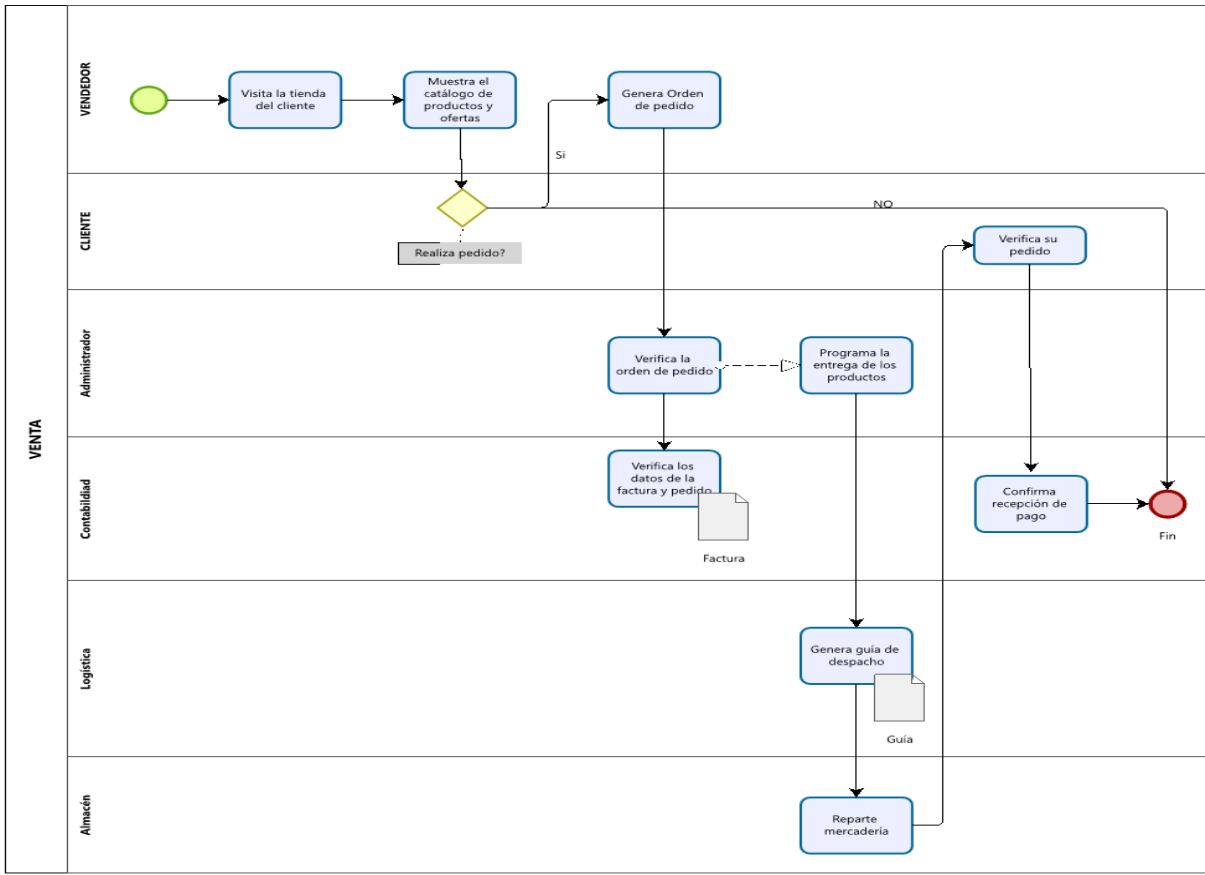 VENTA
VENDEDOR
Visita la tienda
del cliente
Muestra el
catálogo de
productos y
ofertas
Genera Orden
de pedido
Si
CLIENTE
NO
Realiza pedido?
Verifica su
pedido
Administrador
Verifica la
orden de pedido
Programa la
entrega de los
productos
Contabildiad
Verifica los
datos de la
factura y pedido
Factura
Confirma
recepción de
pago
Fin
Logística
Genera guía de
despacho
Guía
Almacén
Reparte
mercadería